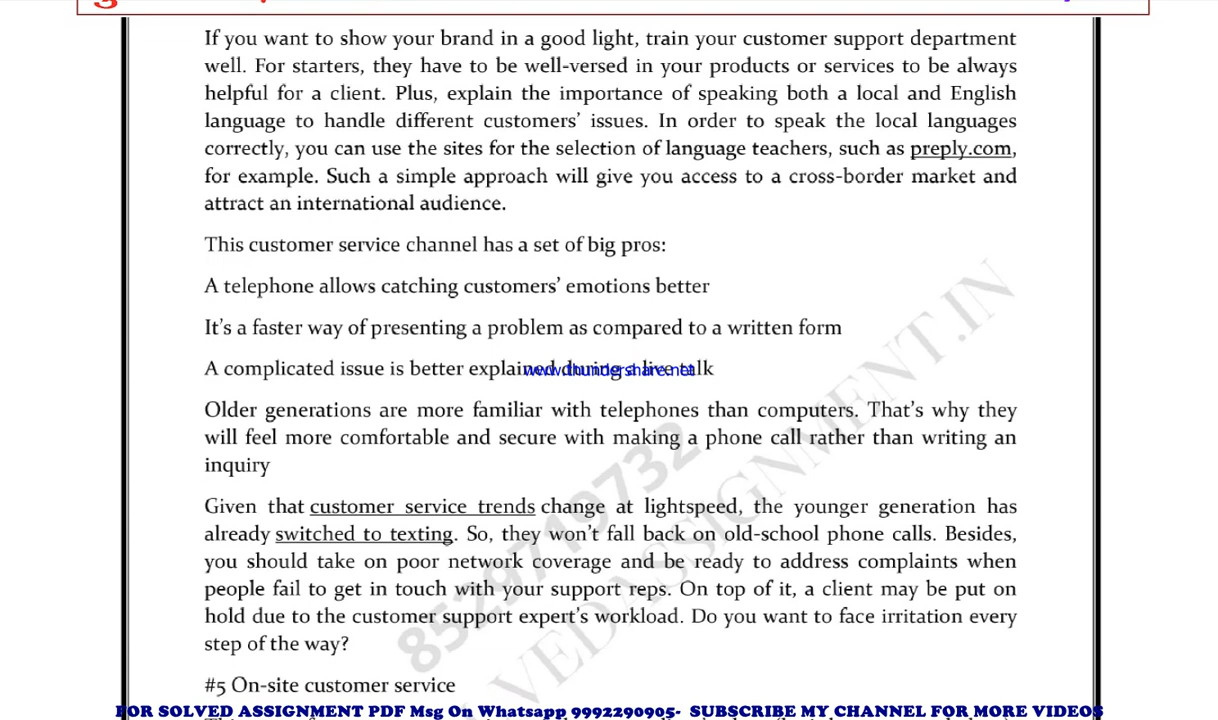 If you want to show your brand in a good light, train your customer support department
well. For starters, they have to be well-versed in your products or services to be always
helpful for a client. Plus, explain the importance of speaking both a local and English
language to handle different customers' issues. In order to speak the local languages
correctly, you can use the sites for the selection of language teachers, such as preply.com,
for example. Such a simple approach will give you access to a cross-border market and
attract an international audience.
This customer service channel has a set of big pros:
A telephone allows catching customers' emotions better
It's a faster way of presenting a problem as compared to a written form
A complicated issue is better explained during a live talk
www.thundershare.net
Older generations are more familiar with telephones than computers. That's why they
will feel more comfortable and secure with making a phone call rather than writing an
inquiry
Given that customer service trends change at lightspeed, the younger generation has
already switched to texting. So, they won't fall back on old-school phone calls. Besides,
you should take on poor network coverage and be ready to address complaints when
people fail to get in touch with your support reps. On top of it, a client may be put on
hold due to the customer support expert's workload. Do you want to face irritation every
step of the way?
8529719732
VEDASSIGNMENT.IN
#5 On-site customer service
FOR SOLVED ASSIGNMENT PDF Msg On Whatsapp 9992290905- SUBSCRIBE MY CHANNEL FOR MORE VIDEOS